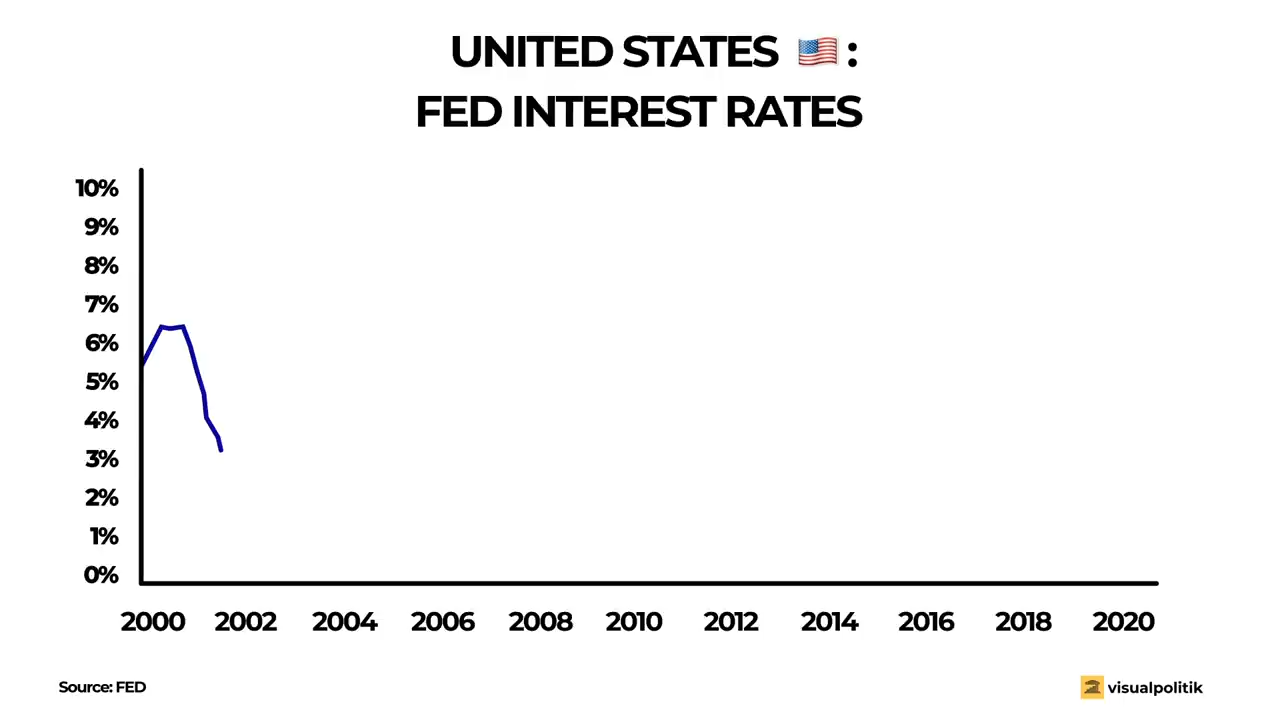 UNITED STATES 🇺🇸 :
FED INTEREST RATES
10%
9%
8%
7%
6%
5%
4%
3%
2%
1%
0%
2000 2002 2004 2006 2008 2010 2012 2014 2016 2018 2020
Source: FED
visualpolitik